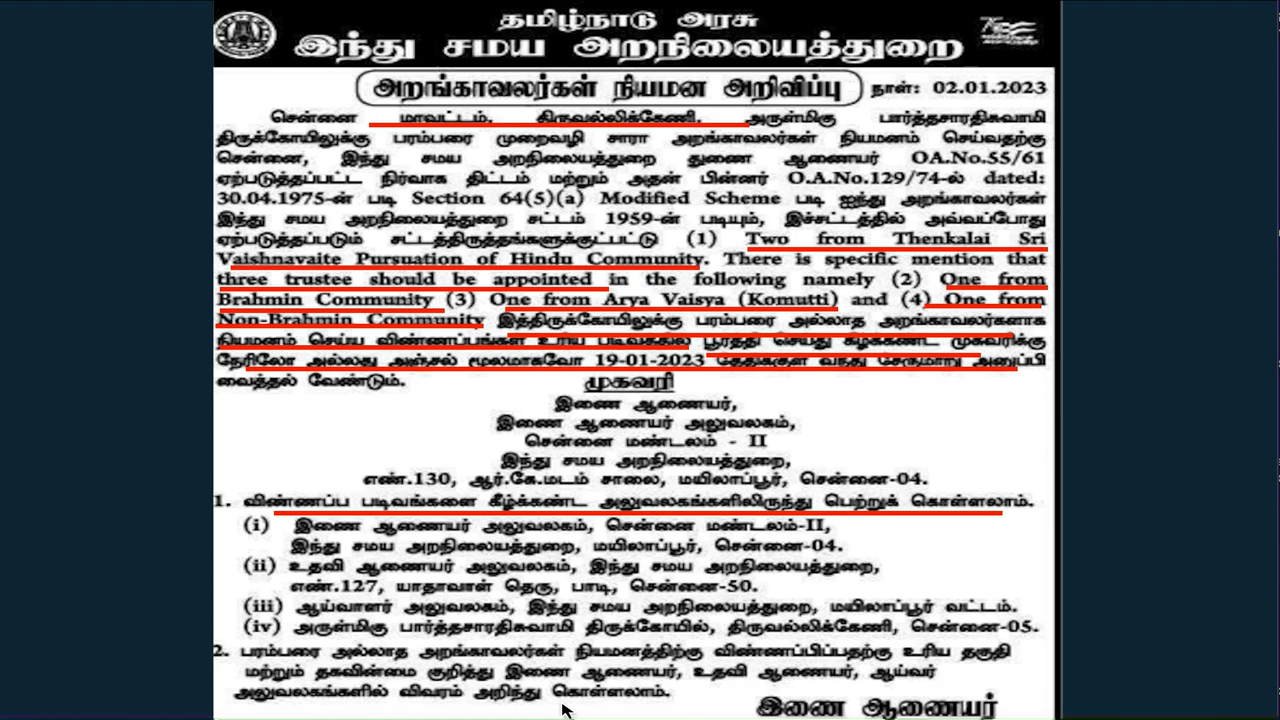 தமிழ்நாடு அரசு
இந்து சமய அறநிலையத்துறை
அறங்காவலர்கள் நியமன அறிவிப்பு நாள்: 02.01.2023
சென்னை மாவட்டம், திருவல்லிக்கேணி, அருள்மிகு பார்த்தசாரதிசுவாமி
திருக்கோயிலுக்கு பரம்பரை முறைவழி சாரா அறங்காவலர்கள் நியமனம் செய்வதற்கு
சென்னை, இந்து சமய அறநிலையத்துறை துணை ஆணையர் OA.No.55/61
ஏற்படுத்தப்பட்ட நிர்வாக திட்டம் மற்றும் அதன் பின்னர் O.A.No.129/74-ல் dated:
30.04.1975-ன் படி Section 64(5)(a) Modified Scheme படி ஐந்து அறங்காவலர்கள்
இந்து சமய அறநிலையத்துறை சட்டம் 1959-ன் படியும், இச்சட்டத்தில் அவ்வப்போது
ஏற்படுத்தப்படும் சட்டத்திருத்தங்களுக்குட்பட்டு (1) Two from Thenkalai Sri
Vaishnavaite Pursuation of Hindu Community. There is specific mention that
three trustee should be appointed in the following namely (2) One from
Brahmin Community (3) One from Arya Vaisya (Komutti) and (4) One from
Non-Brahmin Community இத்திருக்கோயிலுக்கு பரம்பரை அல்லாத அறங்காவலர்களாக
நியமனம் செய்ய விண்ணப்பங்கள் உரிய படிவத்தில் பூர்த்தி செய்து கீழ்க்கண்ட முகவரிக்கு
நேரிலோ அல்லது அஞ்சல் மூலமாகவோ 19-01-2023 தேதிக்குள் வந்து சேருமாறு அனுப்பி
வைத்தல் வேண்டும். முகவரி
இணை ஆணையர்,
இணை ஆணையர் அலுவலகம்,
சென்னை மண்டலம் - II
இந்து சமய அறநிலையத்துறை,
எண்.130, ஆர்.கே.மடம் சாலை, மயிலாப்பூர், சென்னை-04.
1. விண்ணப்ப படிவங்களை கீழ்க்கண்ட அலுவலகங்களிலிருந்து பெற்றுக் கொள்ளலாம்.
(i) இணை ஆணையர் அலுவலகம், சென்னை மண்டலம்-II,
இந்து சமய அறநிலையத்துறை, மயிலாப்பூர், சென்னை-04.
(ii) உதவி ஆணையர் அலுவலகம், இந்து சமய அறநிலையத்துறை,
எண்.127, யாதாவாள் தெரு, பாடி, சென்னை-50.
(iii) ஆய்வாளர் அலுவலகம், இந்து சமய அறநிலையத்துறை, மயிலாப்பூர் வட்டம்.
(iv) அருள்மிகு பார்த்தசாரதிசுவாமி திருக்கோயில், திருவல்லிக்கேணி, சென்னை-05.
2. பரம்பரை அல்லாத அறங்காவலர்கள் நியமனத்திற்கு விண்ணப்பிப்பதற்கு உரிய தகுதி
மற்றும் தகவின்மை குறித்து இணை ஆணையர், உதவி ஆணையர், ஆய்வர்
அலுவலகங்களில் விவரம் அறிந்து கொள்ளலாம்.
இணை ஆணையர்